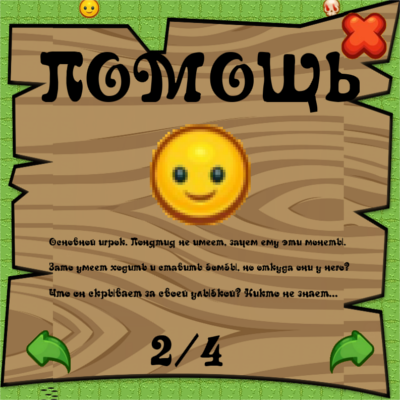 ПОМОЩЬ
Основной игрок. Понятия не имеет, зачем ему эти монеты.
Зато умеет ходить и ставить бомбы, но откуда они у него?
Что он скрывает за своей улыбкой? Никто не знает...
2/4